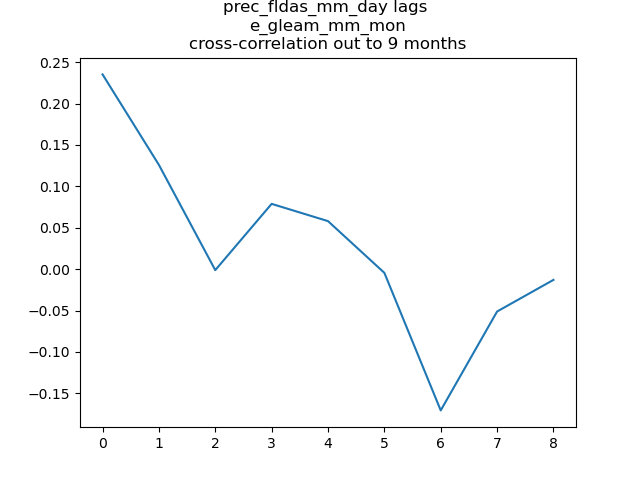 prec_fldas_mm_day lags
e_gleam_mm_mon
cross-correlation out to 9 months
0.25
0.20
0.15
0.10
0.05
0.00
−0.05
−0.10
−0.15
0 1 2 3 4 5 6 7 8